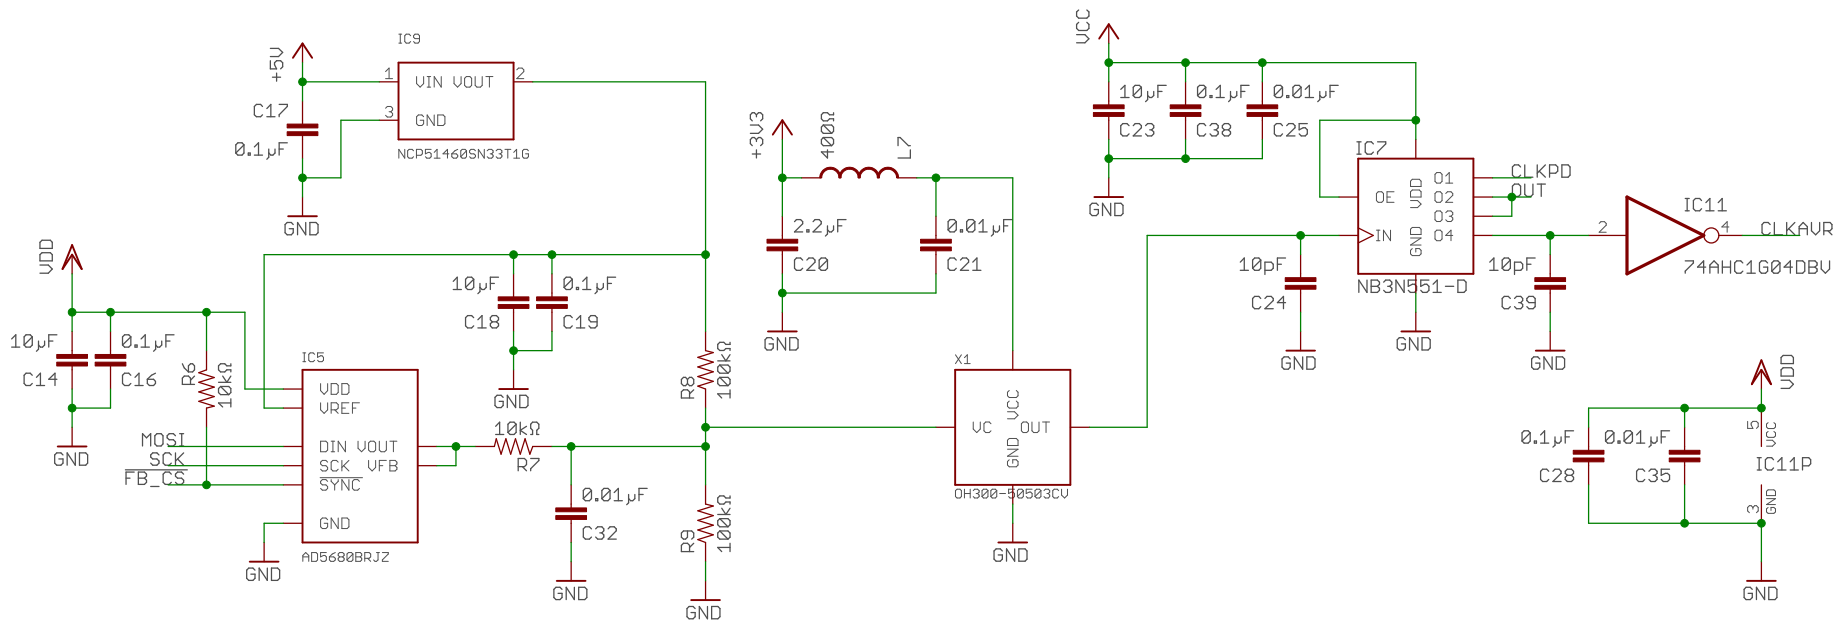 IC9
+5V
1
VIN VOUT
2
3
GND
C17
0.1µF
NCP51460SN33T1G
GND
VDD
10µF
C14
0.1µF
C16
R6
10kΩ
GND
IC5
VDD
VREF
DIN VOUT
SCK VFB
SYNC
GND
AD5680BRJZ
MOSI
SCK
FB_CS
GND
10µF
C18
0.1µF
C19
GND
10kΩ
R7
0.01µF
C32
GND
R8
100kΩ
R9
100kΩ
GND
+3V3
400Ω
L7
2.2µF
C20
0.01µF
C21
GND
X1
VC
VCC
GND
OUT
OH300-50503CV
GND
VCC
10µF
C23
0.1µF
C38
0.01µF
C25
GND
IC7
OE
IN
VDD
GND
O1
O2
O3
O4
NB3N551-D
CLKPD
OUT
10pF
C24
GND
GND
10pF
C39
GND
2
IC11
4
CLKAVR
74AHC1G04DBV
VDD
0.1µF
C28
0.01µF
C35
5
VCC
IC11P
3
GND
GND